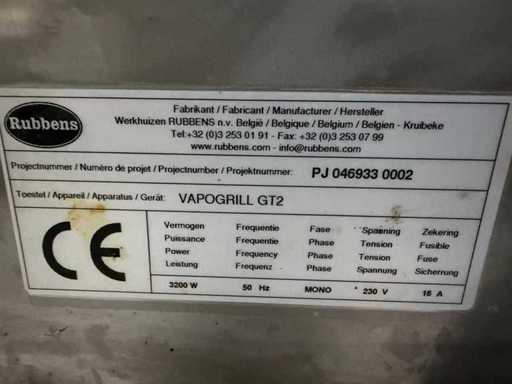 Rubbens
Fabrikant / Fabricant / Manufacturer / Hersteller
Werkhuizen RUBBENS n.v. België / Belgique / Belgium / Belgien - Kruibeke
Tel:+32 (0)3 253 01 91 - Fax: +32 (0)3 253 07 99
www.rubbens.com - info@rubbens.com
Projectnummer / Numéro de projet / Projectnumber / Projektnummer: PJ 046933 0002
Toestel / Appareil / Apparatus / Gerät: VAPOGRILL GT2
CE
Vermogen Frequentie Fase Spanning Zekering
Puissance Frequentie Phase Tension Fusible
Power Frequency Phase Tension Fuse
Leistung Frequenz Phase Spannung Sicherrung
3200 W 50 Hz MONO 230 V 16 A